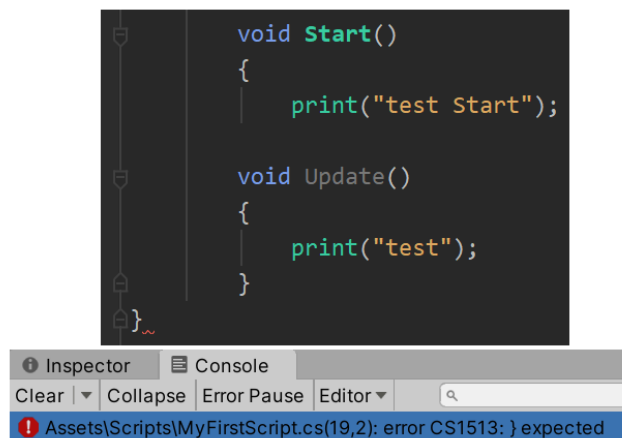 void Start()
{
print("test Start");
void Update()
{
print("test");
}
}
Inspector Console
Clear Collapse Error Pause Editor
Assets\Scripts\MyFirstScript.cs(19,2): error CS1513: } expected